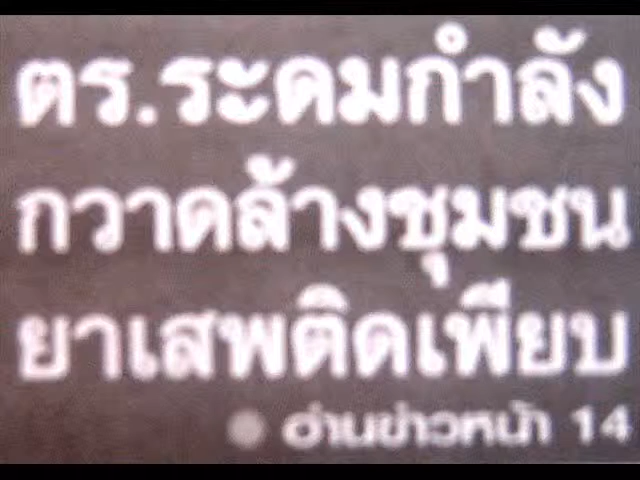 ตร.ระดมกำลัง
กวาดล้างชุมชน
ยาเสพติดเพียบ
อ่านข่าวหน้า 14